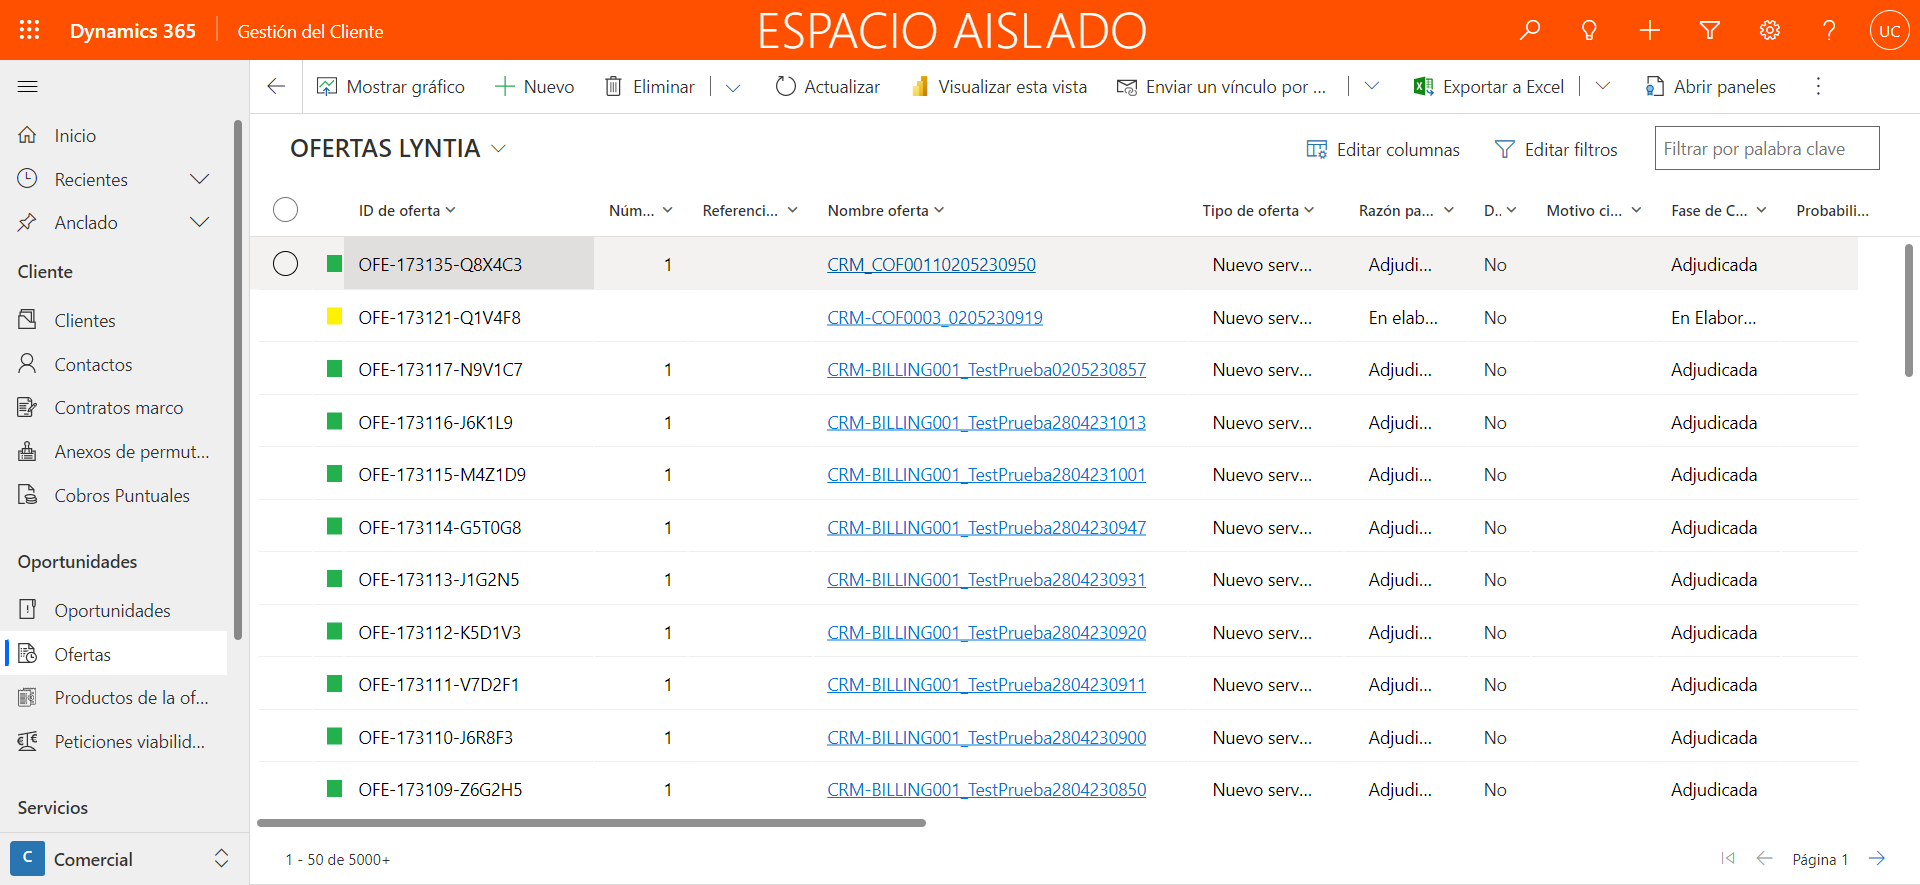 Dynamics 365 Gestión del Cliente ESPACIO AISLADO UC
Mostrar gráfico Nuevo Eliminar Actualizar Visualizar esta vista Enviar un vínculo por ... Exportar a Excel Abrir paneles
Inicio
Recientes
Anclado
Cliente
Clientes
Contactos
Contratos marco
Anexos de permut...
Cobros Puntuales
Oportunidades
Oportunidades
Ofertas
Productos de la of...
Peticiones viabilid...
Servicios
C Comercial
OFERTAS LYNTIA Editar columnas Editar filtros Filtrar por palabra clave
ID de oferta Núm... Referenci... Nombre oferta Tipo de oferta Razón pa... D.. Motivo ci... Fase de C... Probabili...
OFE-173135-Q8X4C3 1 CRM_COF00110205230950 Nuevo serv... Adjudi... No Adjudicada
OFE-173121-Q1V4F8 CRM-COF0003_0205230919 Nuevo serv... En elab... No En Elabor...
OFE-173117-N9V1C7 1 CRM-BILLING001_TestPrueba0205230857 Nuevo serv... Adjudi... No Adjudicada
OFE-173116-J6K1L9 1 CRM-BILLING001_TestPrueba2804231013 Nuevo serv... Adjudi... No Adjudicada
OFE-173115-M4Z1D9 1 CRM-BILLING001_TestPrueba2804231001 Nuevo serv... Adjudi... No Adjudicada
OFE-173114-G5T0G8 1 CRM-BILLING001_TestPrueba2804230947 Nuevo serv... Adjudi... No Adjudicada
OFE-173113-J1G2N5 1 CRM-BILLING001_TestPrueba2804230931 Nuevo serv... Adjudi... No Adjudicada
OFE-173112-K5D1V3 1 CRM-BILLING001_TestPrueba2804230920 Nuevo serv... Adjudi... No Adjudicada
OFE-173111-V7D2F1 1 CRM-BILLING001_TestPrueba2804230911 Nuevo serv... Adjudi... No Adjudicada
OFE-173110-J6R8F3 1 CRM-BILLING001_TestPrueba2804230900 Nuevo serv... Adjudi... No Adjudicada
OFE-173109-Z6G2H5 1 CRM-BILLING001_TestPrueba2804230850 Nuevo serv... Adjudi... No Adjudicada
1 - 50 de 5000+ Página 1